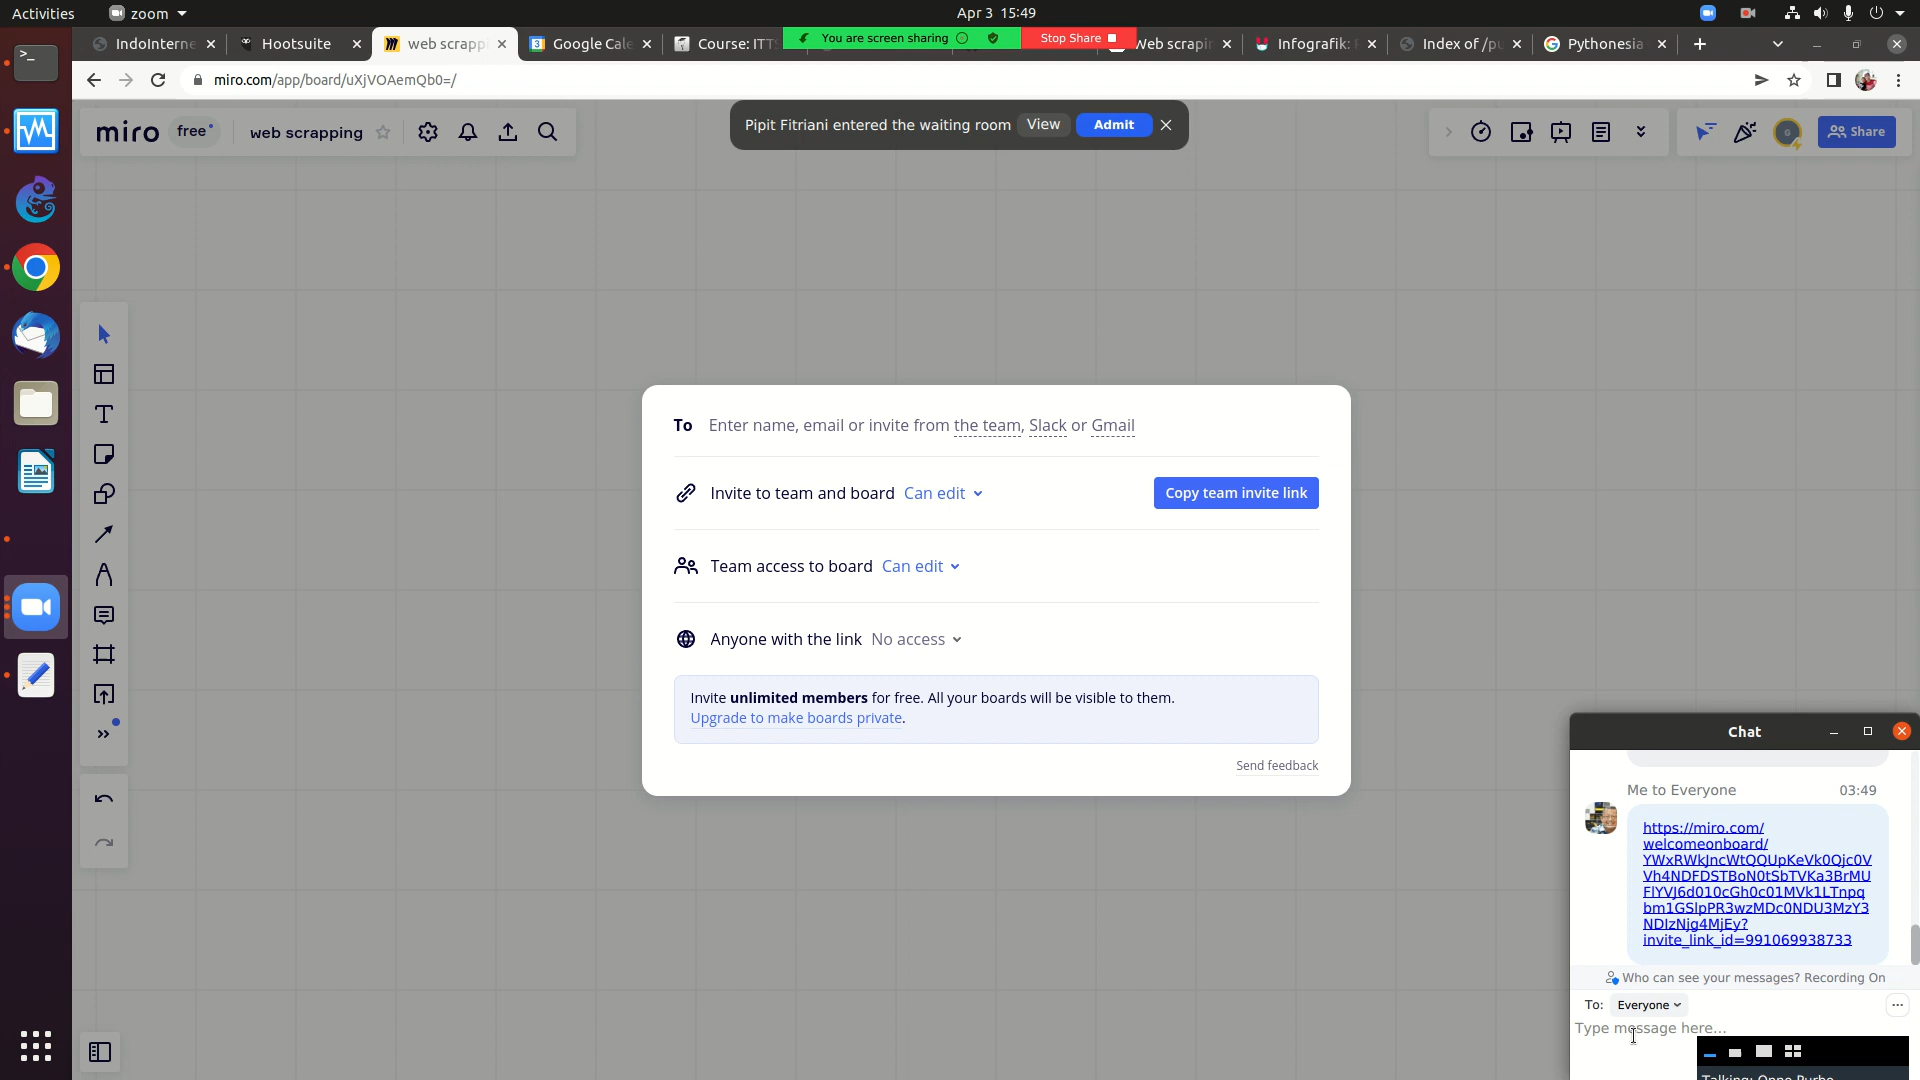 Activities
zoom
Apr 3 15:49
IndoInterne
Hootsuite
web scrapp
Google Cale
Course: ITTS
You are screen sharing
Stop Share
Web scrapin
Infografik: F
Index of /pu
Pythonesia
miro.com/app/board/uXjVOAemQb0=/
miro
free
web scrapping
Pipit Fitriani entered the waiting room
View
Admit
Share
To Enter name, email or invite from the team, Slack or Gmail
Invite to team and board Can edit
Copy team invite link
Team access to board Can edit
Anyone with the link No access
Invite unlimited members for free. All your boards will be visible to them.
Upgrade to make boards private.
Send feedback
Chat
Me to Everyone 03:49
https://miro.com/
welcomeonboard/
YWxRWkJncWtQQUpKeVk0Qjc0V
Vh4NDFDSTBoN0tSbTVKa3BrMU
FlYVJ6d010cGh0c01MVk1LTnpq
bm1GSlpPR3wzMDc0NDU3MzY3
NDIzNjg4MjEy?
invite_link_id=991069938733
Who can see your messages? Recording On
To: Everyone
Type message here...
Talking: Onno Purbo